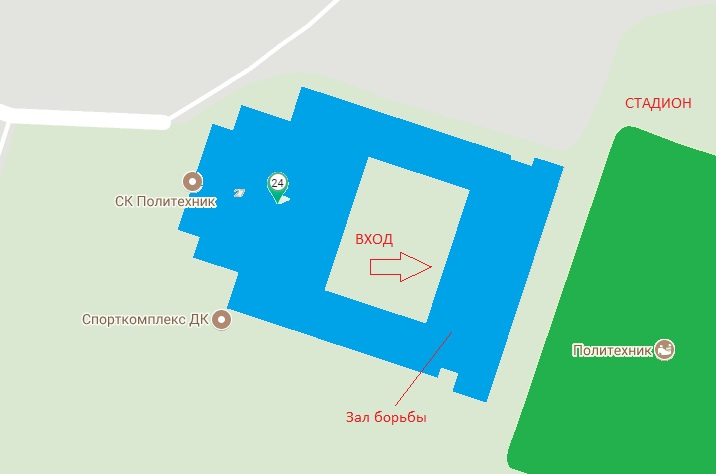 СТАДИОН
24
СК Политехник
ВХОД
Спорткомплекс ДК
Политехник
Зал борьбы